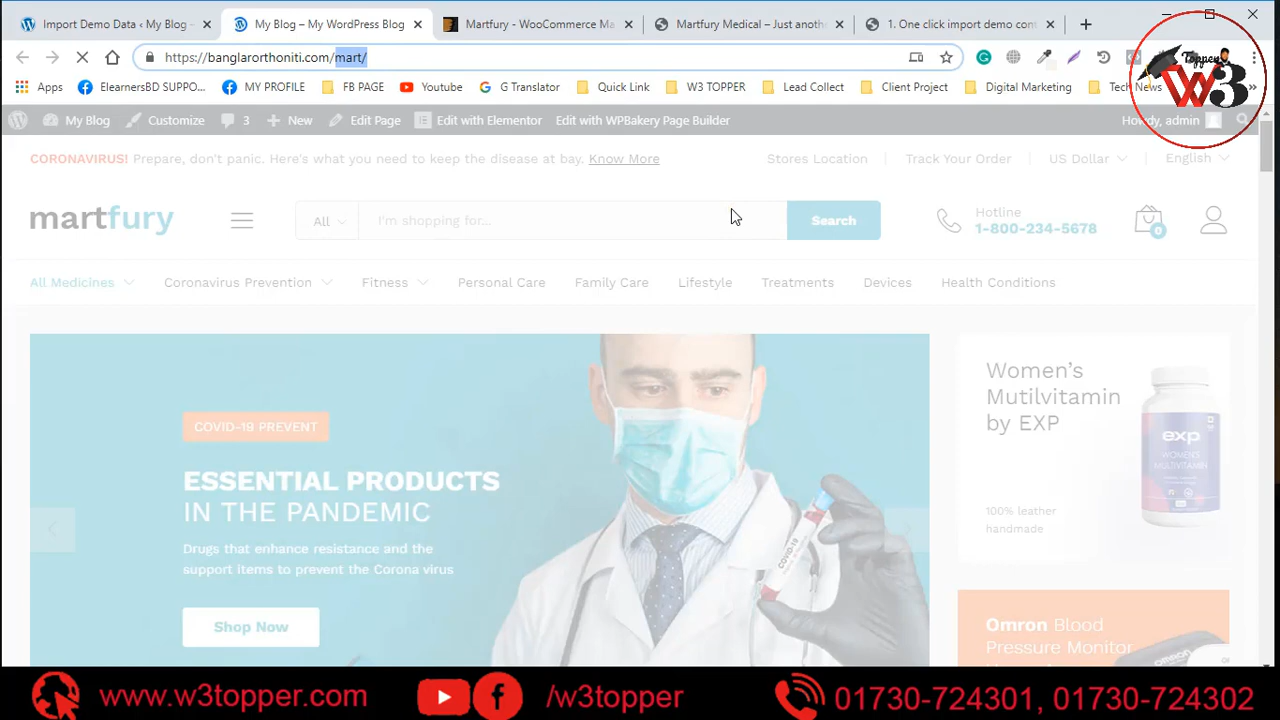 Import Demo Data ‹ My Blog –
My Blog – My WordPress Blog
Martfury - WooCommerce Ma
Martfury Medical – Just anoth
1. One click import demo con
https://banglarorthoniti.com/mart/
Apps
ElearnersBD SUPPO...
MY PROFILE
FB PAGE
Youtube
G Translator
Quick Link
W3 TOPPER
Lead Collect
Client Project
Digital Marketing
Tech News
Topper
W3
My Blog
Customize
3
New
Edit Page
Edit with Elementor
Edit with WPBakery Page Builder
Howdy, admin
CORONAVIRUS! Prepare, don't panic. Here's what you need to keep the disease at bay. Know More
Stores Location
Track Your Order
US Dollar
English
martfury
All
I'm shopping for...
Search
Hotline
1-800-234-5678
0
All Medicines
Coronavirus Prevention
Fitness
Personal Care
Family Care
Lifestyle
Treatments
Devices
Health Conditions
COVID-19 PREVENT
ESSENTIAL PRODUCTS
IN THE PANDEMIC
Drugs that enhance resistance and the
support items to prevent the Corona virus
Shop Now
COVID-19
Women's
Mutilvitamin
by EXP
100% leather
handmade
exp
WOMEN'S
MULTIVITAMIN
Omron Blood
Pressure Monitor
www.w3topper.com
/w3topper
01730-724301, 01730-724302